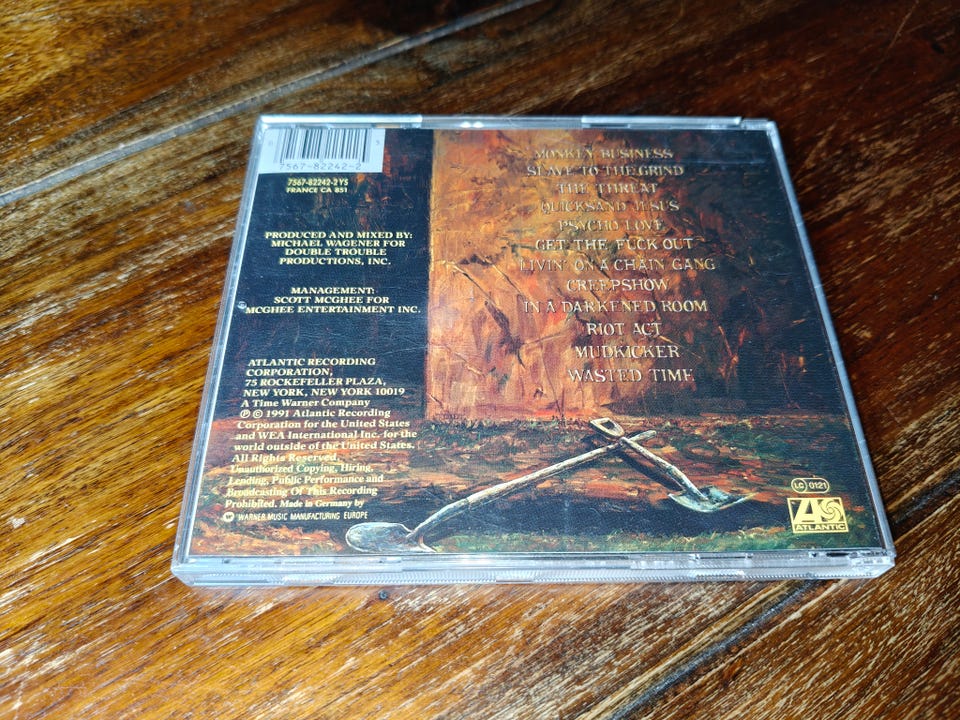 7567-82242-2
7567-82242-2 YS
FRANCE CA 851
PRODUCED AND MIXED BY:
MICHAEL WAGENER FOR
DOUBLE TROUBLE
PRODUCTIONS, INC.
MANAGEMENT:
SCOTT MCGHEE FOR
MCGHEE ENTERTAINMENT INC.
ATLANTIC RECORDING
CORPORATION,
75 ROCKEFELLER PLAZA,
NEW YORK, NEW YORK 10019
A Time Warner Company
℗ © 1991 Atlantic Recording
Corporation for the United States
and WEA International Inc. for the
world outside of the United States.
All Rights Reserved.
Unauthorized Copying, Hiring,
Lending, Public Performance and
Broadcasting Of This Recording
Prohibited. Made in Germany by
WARNER MUSIC MANUFACTURING EUROPE
MONKEY BUSINESS
SLAVE TO THE GRIND
THE THREAT
QUICKSAND JESUS
PSYCHO LOVE
GET THE FUCK OUT
LIVIN' ON A CHAIN GANG
CREEPSHOW
IN A DARKENED ROOM
RIOT ACT
MUDKICKER
WASTED TIME
LC 0121
ATLANTIC